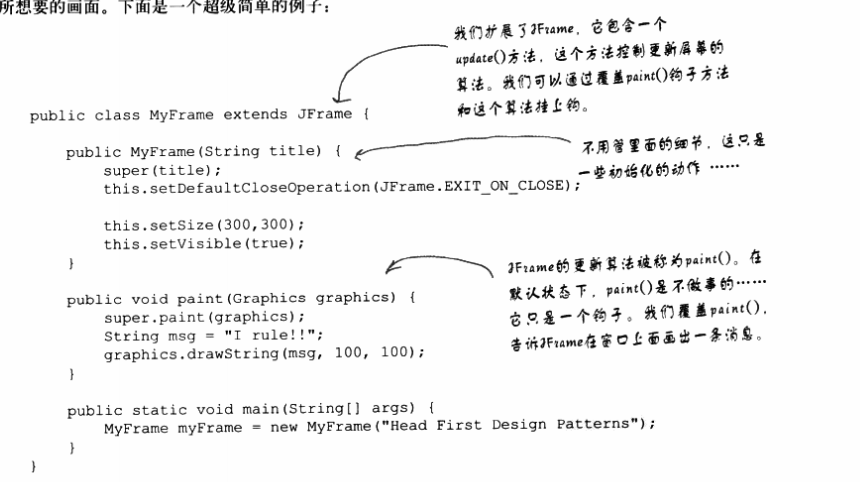 所想要的画面。下面是一个超级简单的例子：
我们扩展了JFrame，它包含一个
update()方法，这个方法控制更新屏幕的
算法。我们可以通过覆盖paint()钩子方法
和这个算法挂上钩。
public class MyFrame extends JFrame {
public MyFrame(String title) {
super(title);
this.setDefaultCloseOperation(JFrame.EXIT_ON_CLOSE);
不用管里面的细节，这只是
一些初始化的动作 ……
this.setSize(300,300);
this.setVisible(true);
}
JFrame的更新算法被称为paint()。在
默认状态下，paint()是不做事的……
它只是一个钩子。我们覆盖paint()，
告诉JFrame在窗口上面画出一条消息。
public void paint(Graphics graphics) {
super.paint(graphics);
String msg = "I rule!!";
graphics.drawString(msg, 100, 100);
}
public static void main(String[] args) {
MyFrame myFrame = new MyFrame("Head First Design Patterns");
}
}